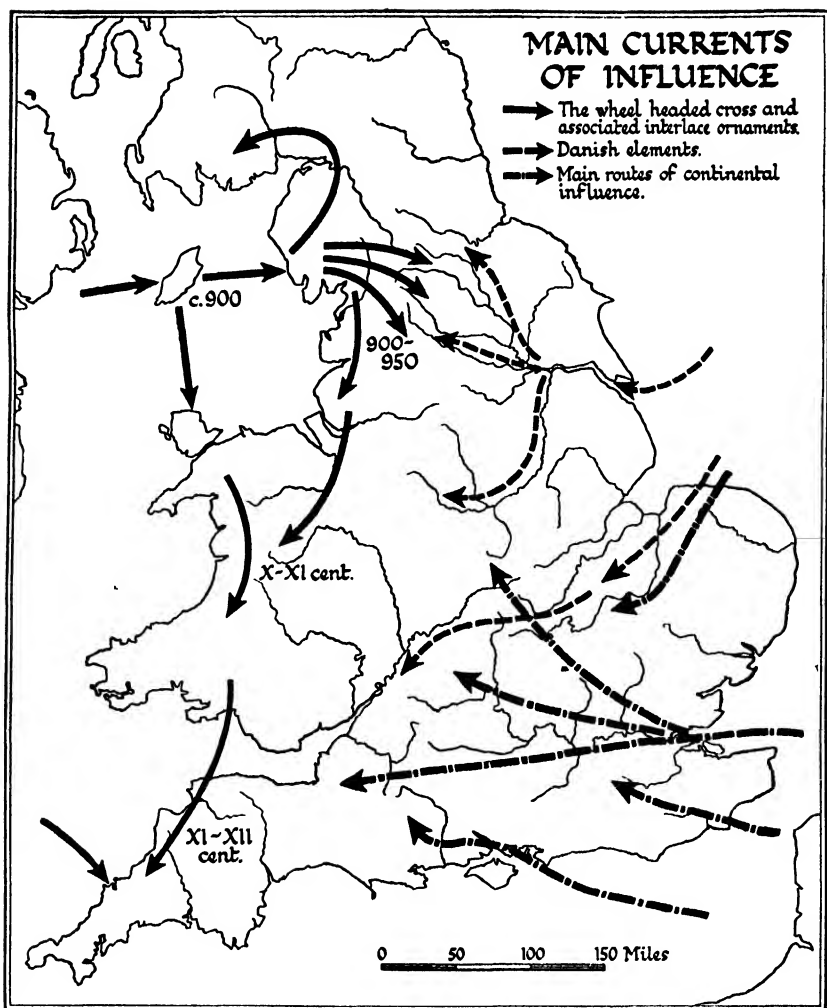 MAIN CURRENTS
OF INFLUENCE
The wheel headed cross and
associated interlace ornaments.
Danish elements.
Main routes of continental
influence.
c.900
900-
950
X-XI cent.
XI-XII
cent.
0 50 100 150 Miles